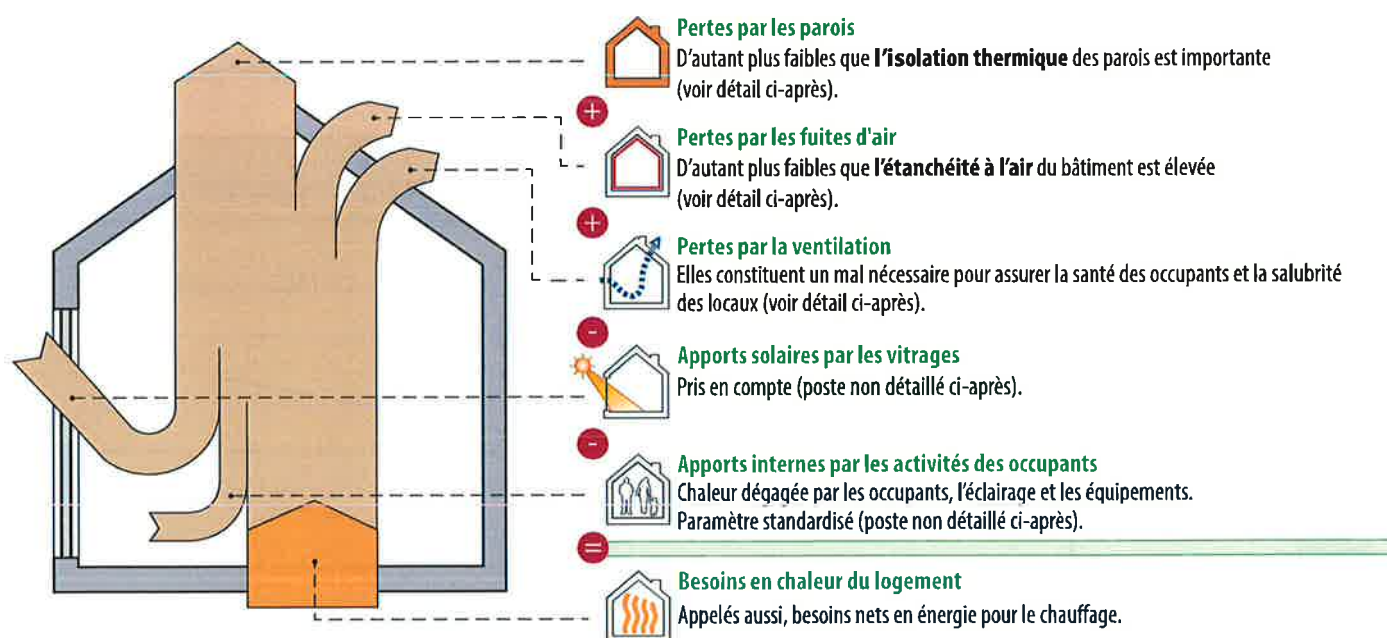 Pertes par les parois
D'autant plus faibles que l'isolation thermique des parois est importante
(voir détail ci-après).
+
Pertes par les fuites d'air
D'autant plus faibles que l'étanchéité à l'air du bâtiment est élevée
(voir détail ci-après).
+
Pertes par la ventilation
Elles constituent un mal nécessaire pour assurer la santé des occupants et la salubrité
des locaux (voir détail ci-après).
-
Apports solaires par les vitrages
Pris en compte (poste non détaillé ci-après).
-
Apports internes par les activités des occupants
Chaleur dégagée par les occupants, l'éclairage et les équipements.
Paramètre standardisé (poste non détaillé ci-après).
=
Besoins en chaleur du logement
Appelés aussi, besoins nets en énergie pour le chauffage.